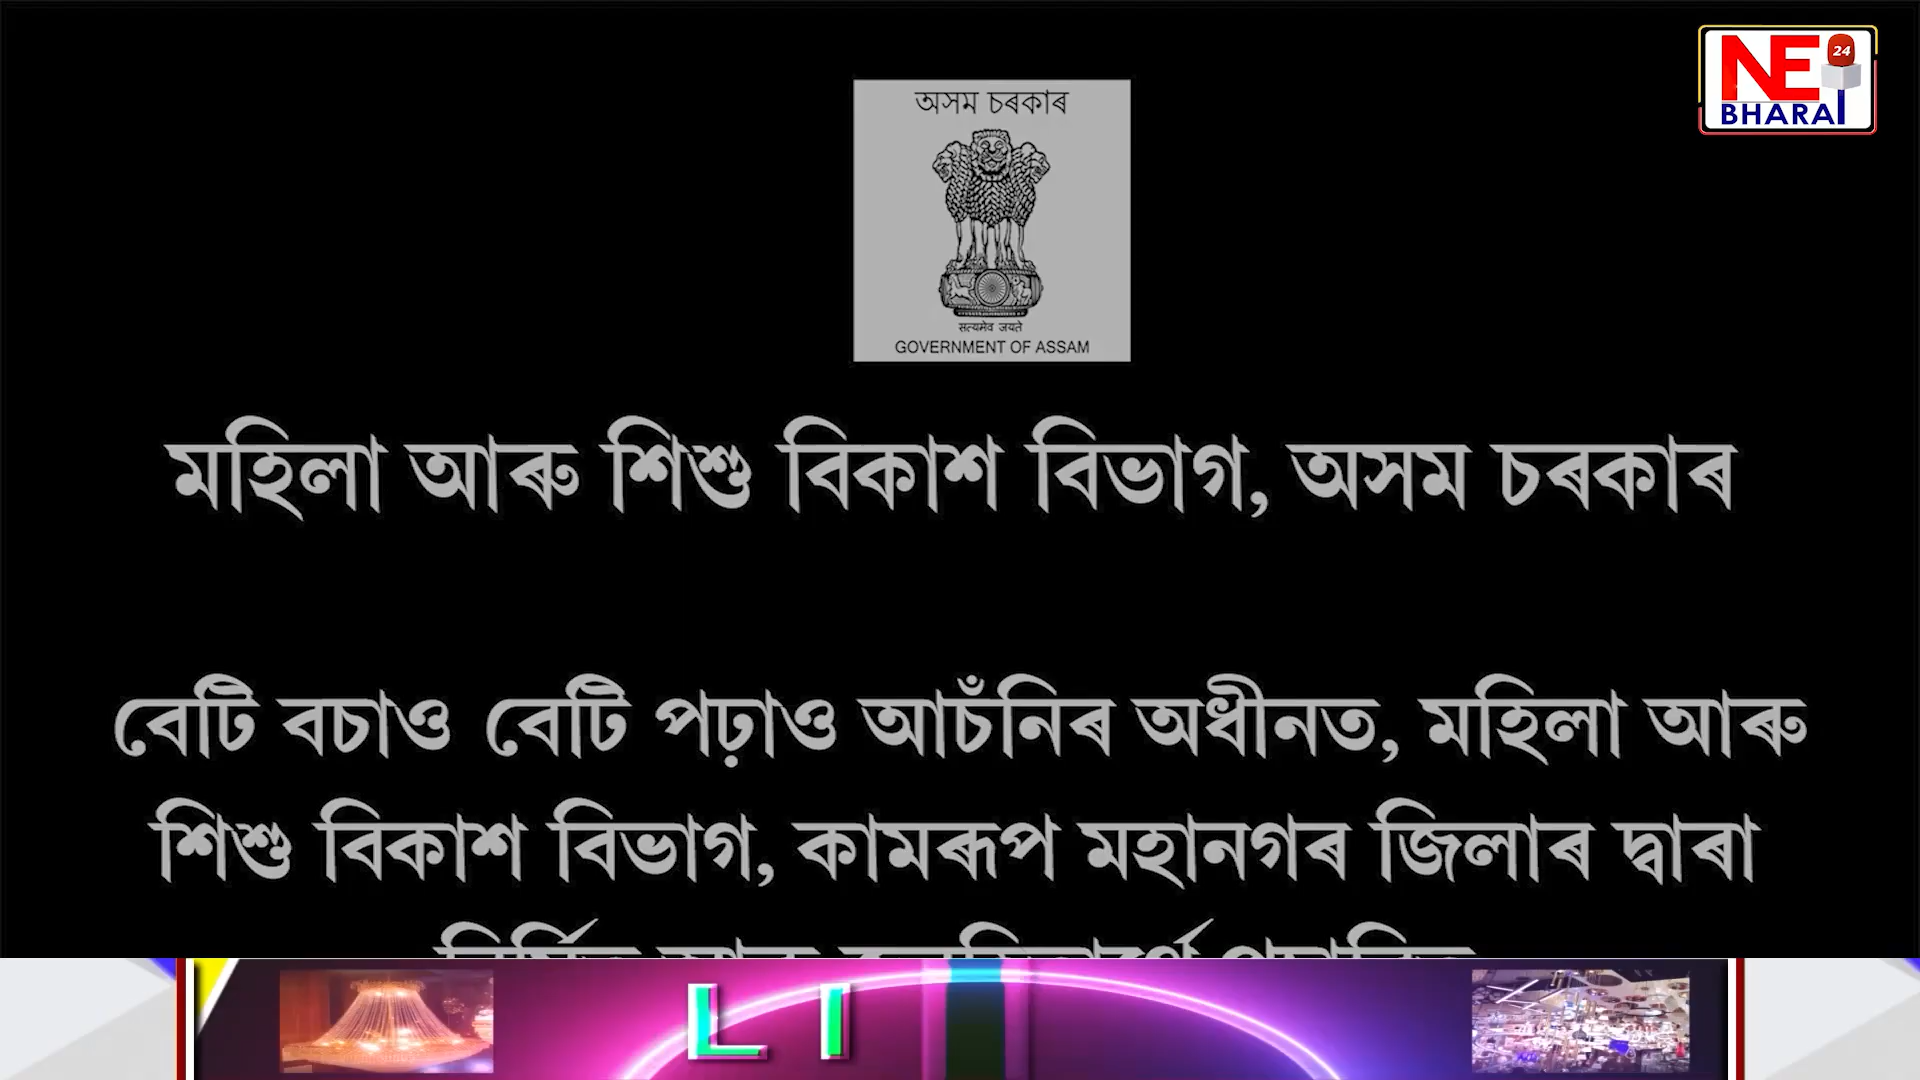 NE
24
BHARAT
অসম চৰকাৰ
सत्यमेव जयते
GOVERNMENT OF ASSAM
মহিলা আৰু শিশু বিকাশ বিভাগ, অসম চৰকাৰ
বেটি বচাও বেটি পঢ়াও আচঁনিৰ অধীনত, মহিলা আৰু
শিশু বিকাশ বিভাগ, কামৰূপ মহানগৰ জিলাৰ দ্বাৰা
LI